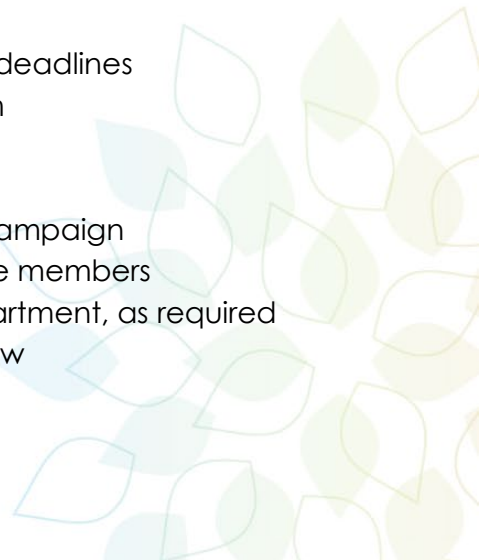 deadlines
n
ampaign
e members
artment, as required
w